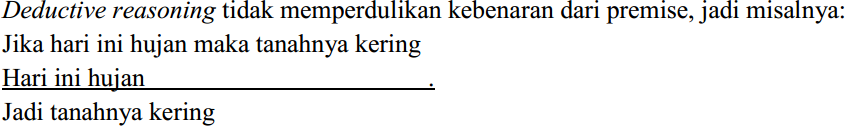 Deductive reasoning tidak memperdulikan kebenaran dari premise, jadi misalnya:
Jika hari ini hujan maka tanahnya kering
Hari ini hujan .
Jadi tanahnya kering